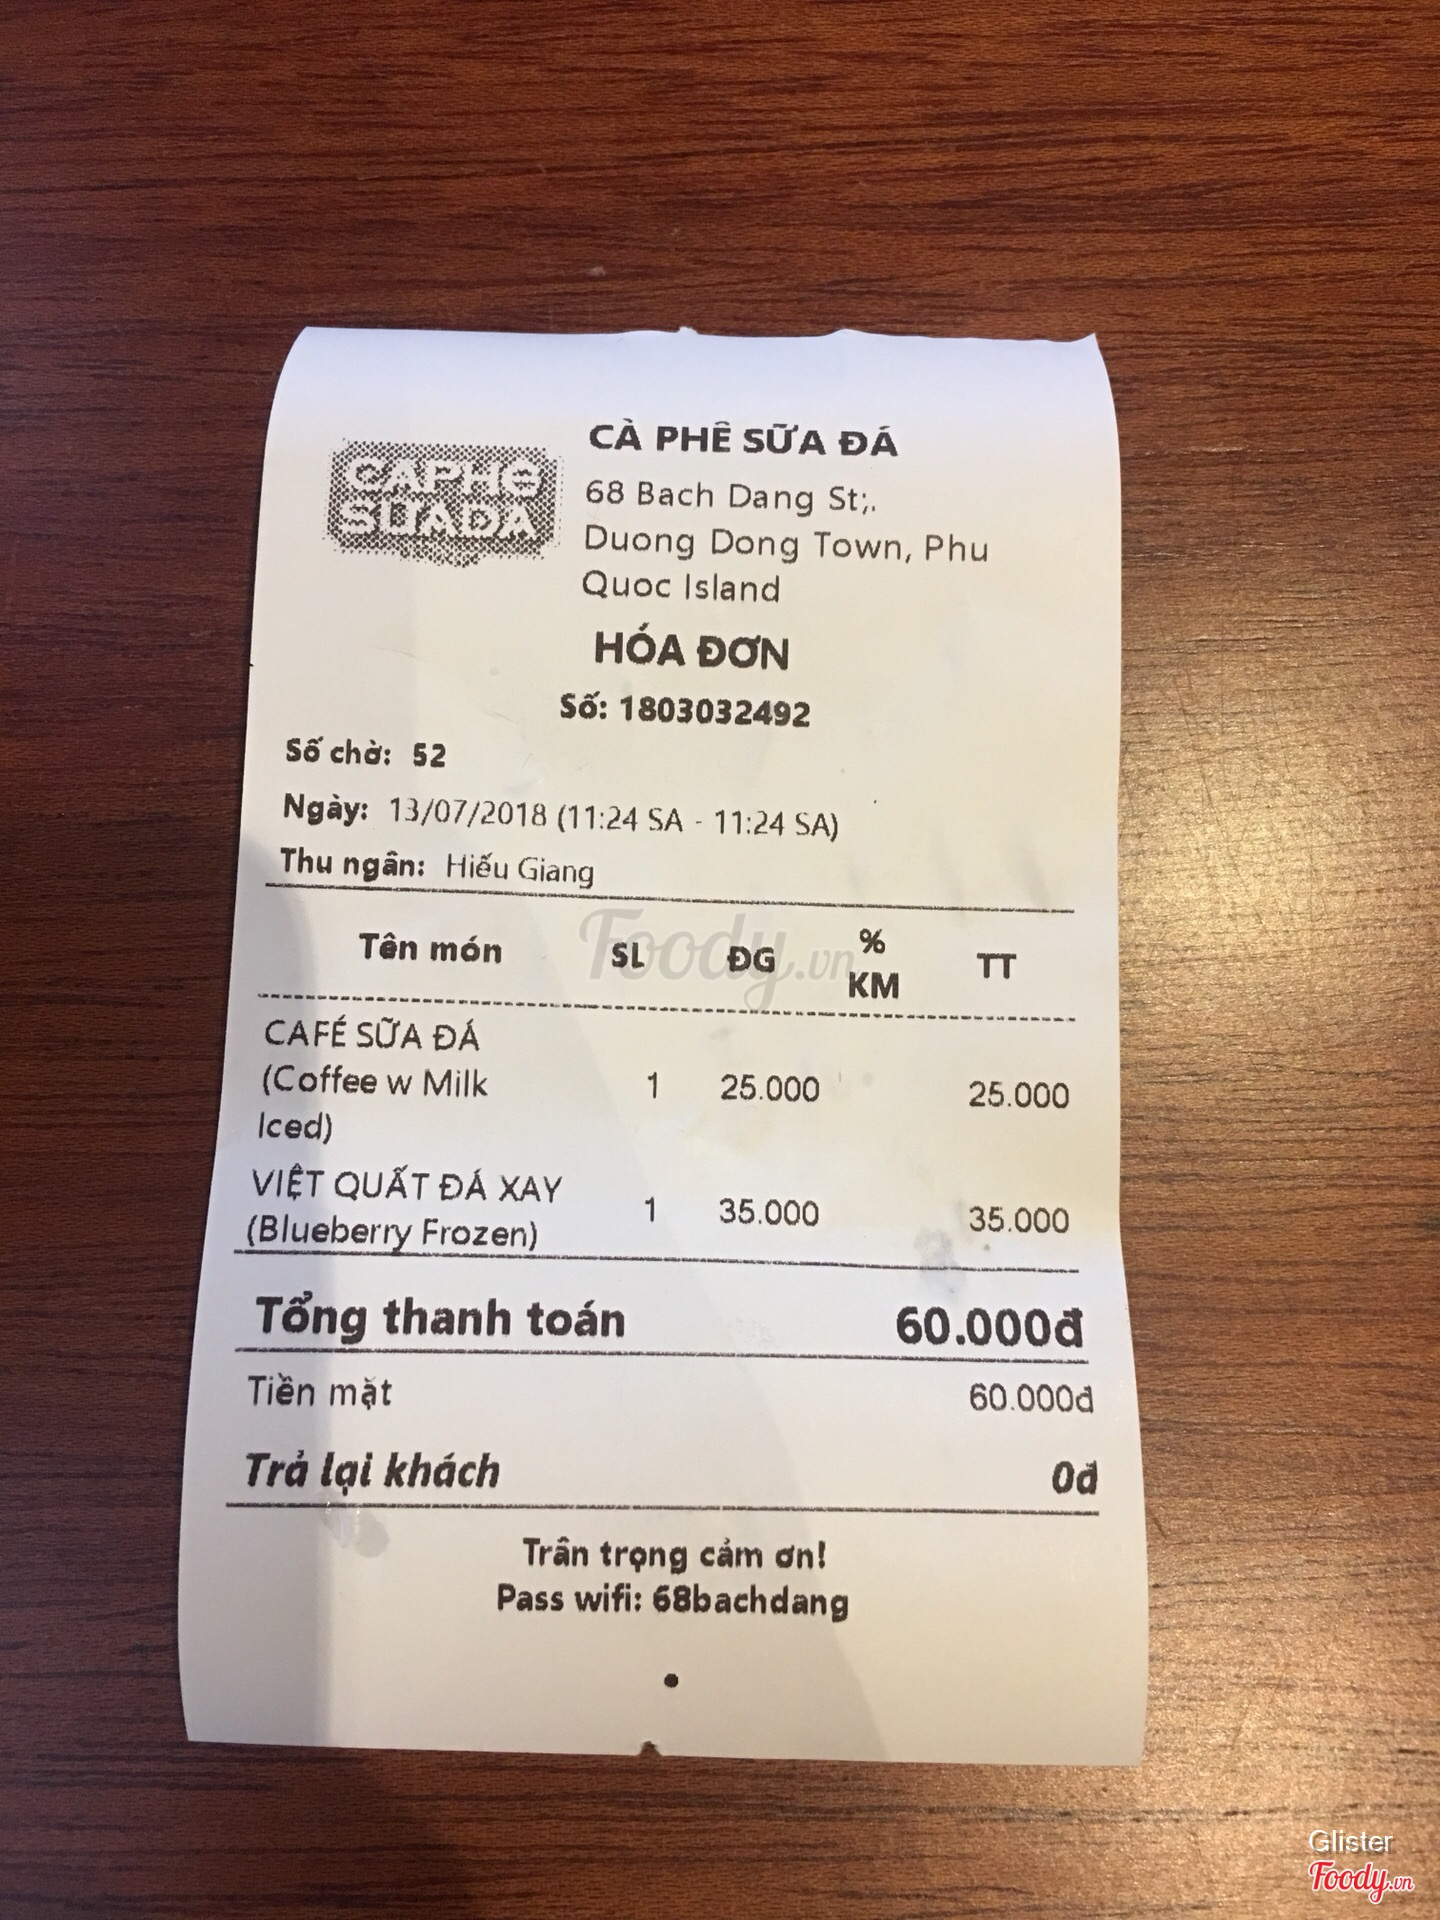 CAPHE
SỮADA
CÀ PHÊ SỮA ĐÁ
68 Bach Dang St;.
Duong Dong Town, Phu
Quoc Island
HÓA ĐƠN
Số: 1803032492
Số chờ: 52
Ngày: 13/07/2018 (11:24 SA - 11:24 SA)
Thu ngân: Hiếu Giang
Foody.vn
Tên món SL ĐG % KM TT
CAFÉ SỮA ĐÁ
(Coffee w Milk 1 25.000 25.000
Iced)
VIỆT QUẤT ĐÁ XAY
(Blueberry Frozen) 1 35.000 35.000
Tổng thanh toán 60.000đ
Tiền mặt 60.000đ
Trả lại khách 0đ
Trân trọng cảm ơn!
Pass wifi: 68bachdang
Glister
Foody.vn